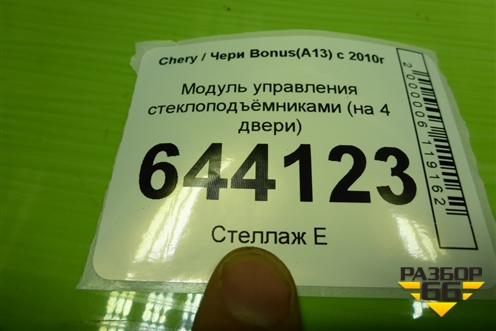 Chery / Чери Bonus(A13) с 2010г
Модуль управления
стеклоподъёмниками (на 4
двери)
644123
Стеллаж Е
2000006119162
РАЗБОР
66